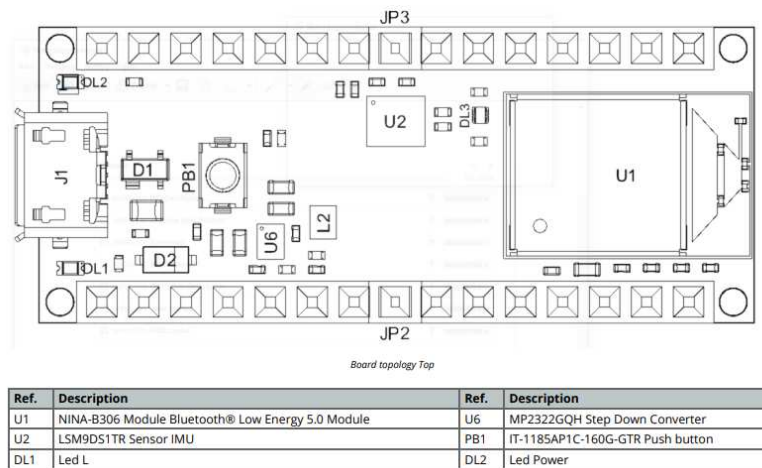 JP3
DL2
U2
DL3
J1
D1
PB1
U1
L2
U6
DL1
D2
JP2
Board topology Top
Ref. Description Ref. Description
U1 NINA-B306 Module Bluetooth® Low Energy 5.0 Module U6 MP2322GQH Step Down Converter
U2 LSM9DS1TR Sensor IMU PB1 IT-1185AP1C-160G-GTR Push button
DL1 Led L DL2 Led Power